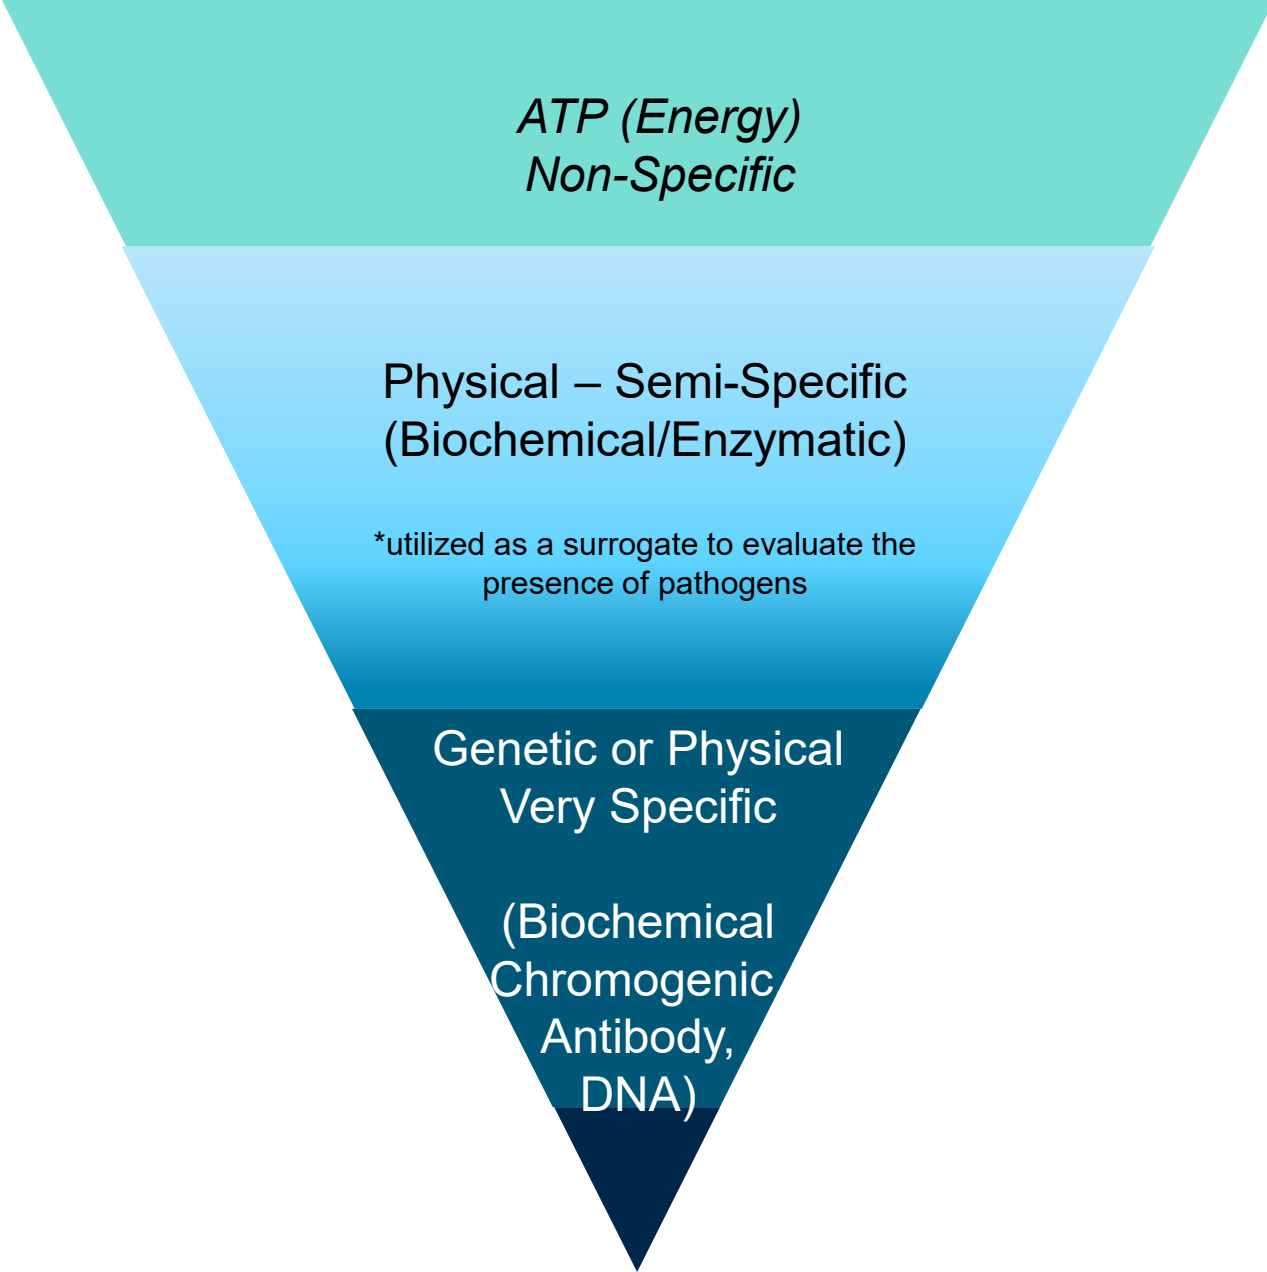 ATP (Energy)
Non-Specific
Physical – Semi-Specific
(Biochemical/Enzymatic)
*utilized as a surrogate to evaluate the
presence of pathogens
Genetic or Physical
Very Specific
(Biochemical
Chromogenic
Antibody,
DNA)